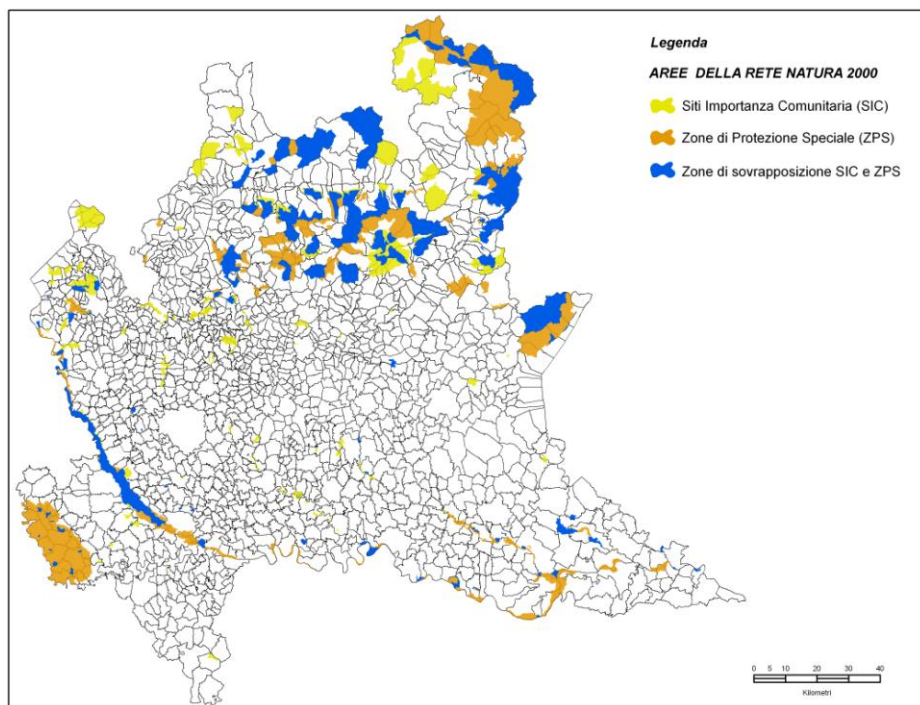 Legenda
AREE DELLA RETE NATURA 2000
Siti Importanza Comunitaria (SIC)
Zone di Protezione Speciale (ZPS)
Zone di sovrapposizione SIC e ZPS
0 5 10 20 30 40
Kilometri